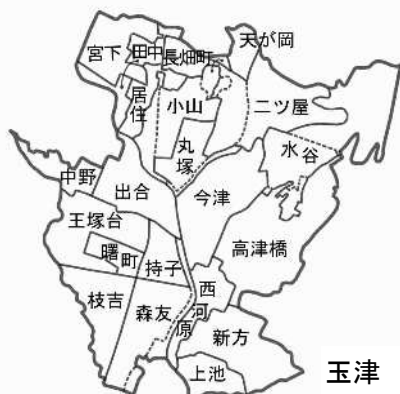 天が岡
宮下
田中
長畑町
居住
小山
二ツ屋
丸塚
水谷
中野
出合
今津
王塚台
曙町
持子
高津橋
枝吉
森友
西河原
新方
上池
玉津